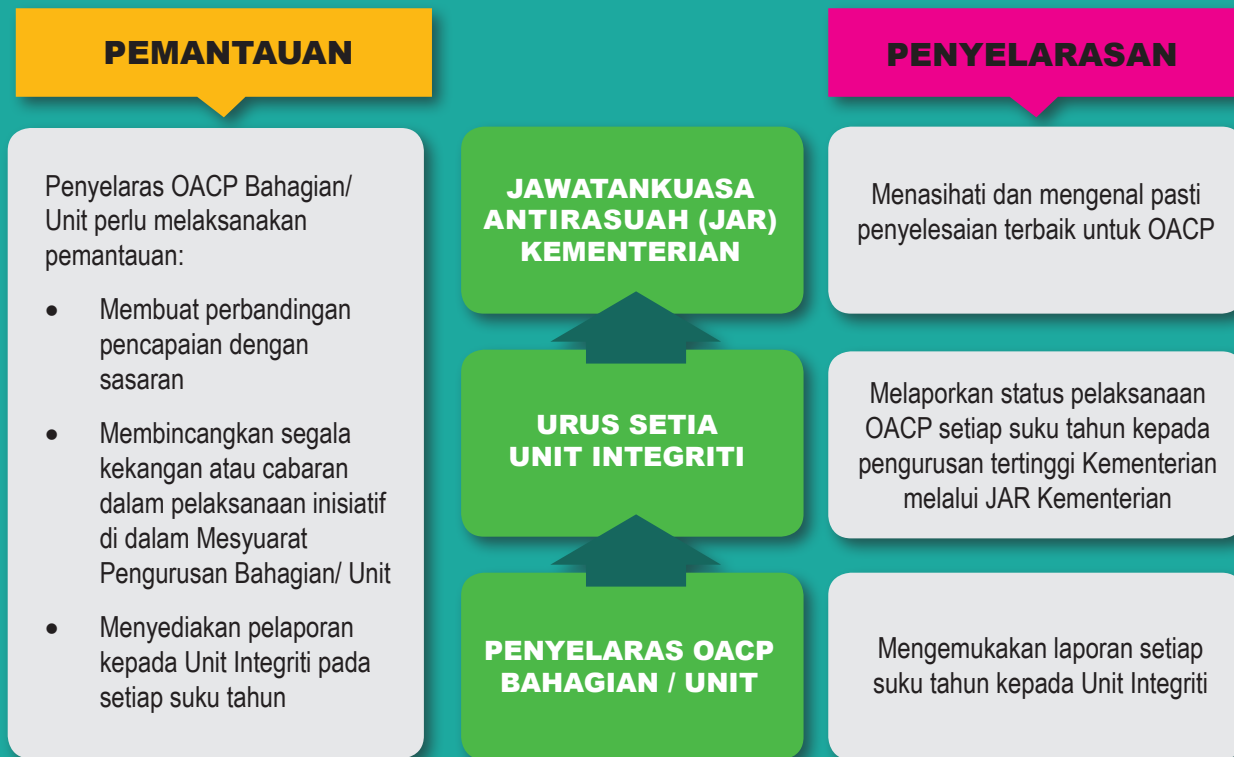 PEMANTAUAN
Penyelaras OACP Bahagian/
Unit perlu melaksanakan
pemantauan:
• Membuat perbandingan
pencapaian dengan
sasaran
• Membincangkan segala
kekangan atau cabaran
dalam pelaksanaan inisiatif
di dalam Mesyuarat
Pengurusan Bahagian/ Unit
• Menyediakan pelaporan
kepada Unit Integriti pada
setiap suku tahun
JAWATANKUASA
ANTIRASUAH (JAR)
KEMENTERIAN
URUS SETIA
UNIT INTEGRITI
PENYELARAS OACP
BAHAGIAN / UNIT
PENYELARASAN
Menasihati dan mengenal pasti
penyelesaian terbaik untuk OACP
Melaporkan status pelaksanaan
OACP setiap suku tahun kepada
pengurusan tertinggi Kementerian
melalui JAR Kementerian
Mengemukakan laporan setiap
suku tahun kepada Unit Integriti